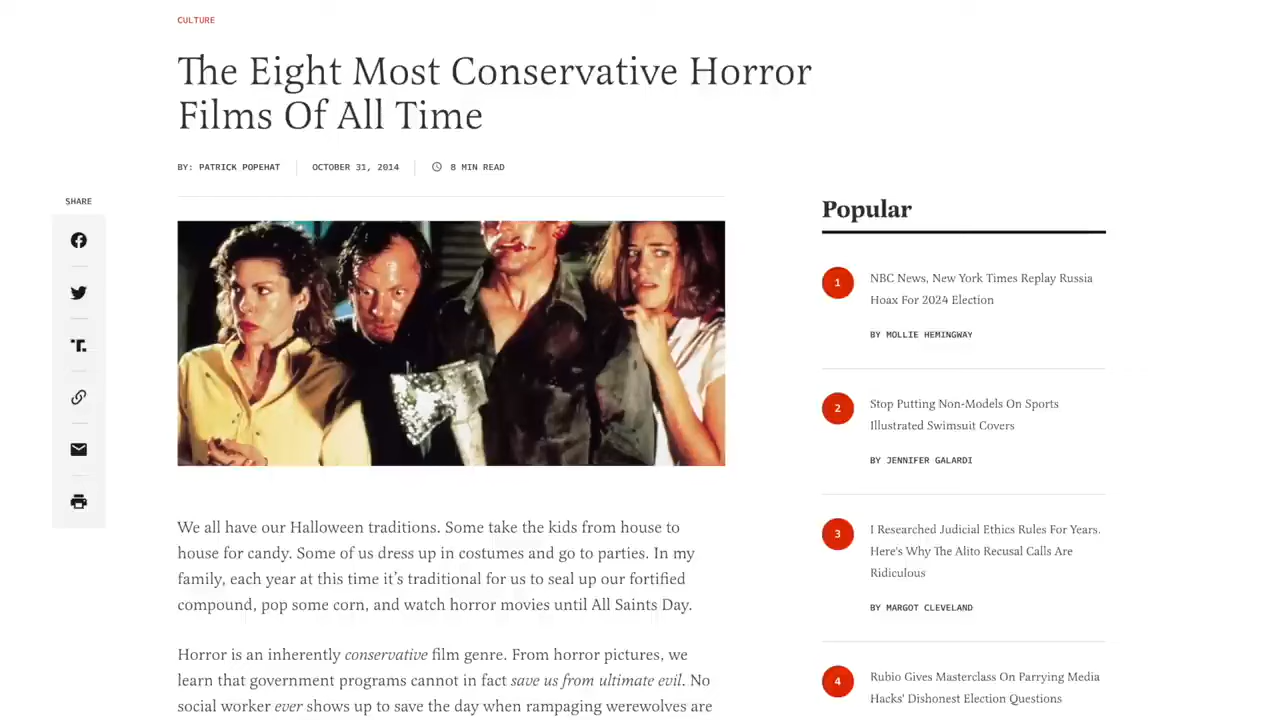 CULTURE
The Eight Most Conservative Horror
Films Of All Time
BY: PATRICK POPEHAT
OCTOBER 31, 2014
8 MIN READ
SHARE
We all have our Halloween traditions. Some take the kids from house to
house for candy. Some of us dress up in costumes and go to parties. In my
family, each year at this time it's traditional for us to seal up our fortified
compound, pop some corn, and watch horror movies until All Saints Day.
Horror is an inherently conservative film genre. From horror pictures, we
learn that government programs cannot in fact save us from ultimate evil. No
social worker ever shows up to save the day when rampaging werewolves are
Popular
1
NBC News, New York Times Replay Russia
Hoax For 2024 Election
BY MOLLIE HEMINGWAY
2
Stop Putting Non-Models On Sports
Illustrated Swimsuit Covers
BY JENNIFER GALARDI
3
I Researched Judicial Ethics Rules For Years.
Here's Why The Alito Recusal Calls Are
Ridiculous
BY MARGOT CLEVELAND
4
Rubio Gives Masterclass On Parrying Media
Hacks' Dishonest Election Questions